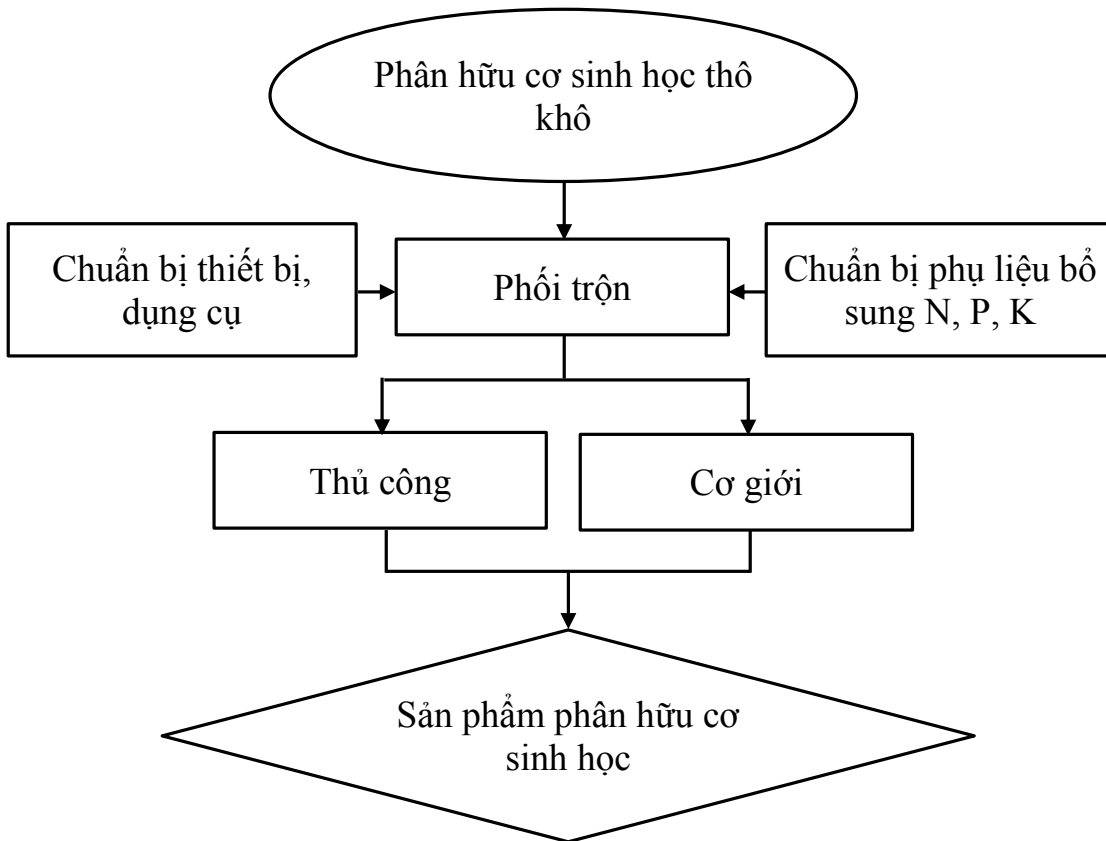 Phân hữu cơ sinh học thô
khô
Chuẩn bị thiết bị,
dụng cụ
Phối trộn
Chuẩn bị phụ liệu bổ
sung N, P, K
Thủ công
Cơ giới
Sản phẩm phân hữu cơ
sinh học